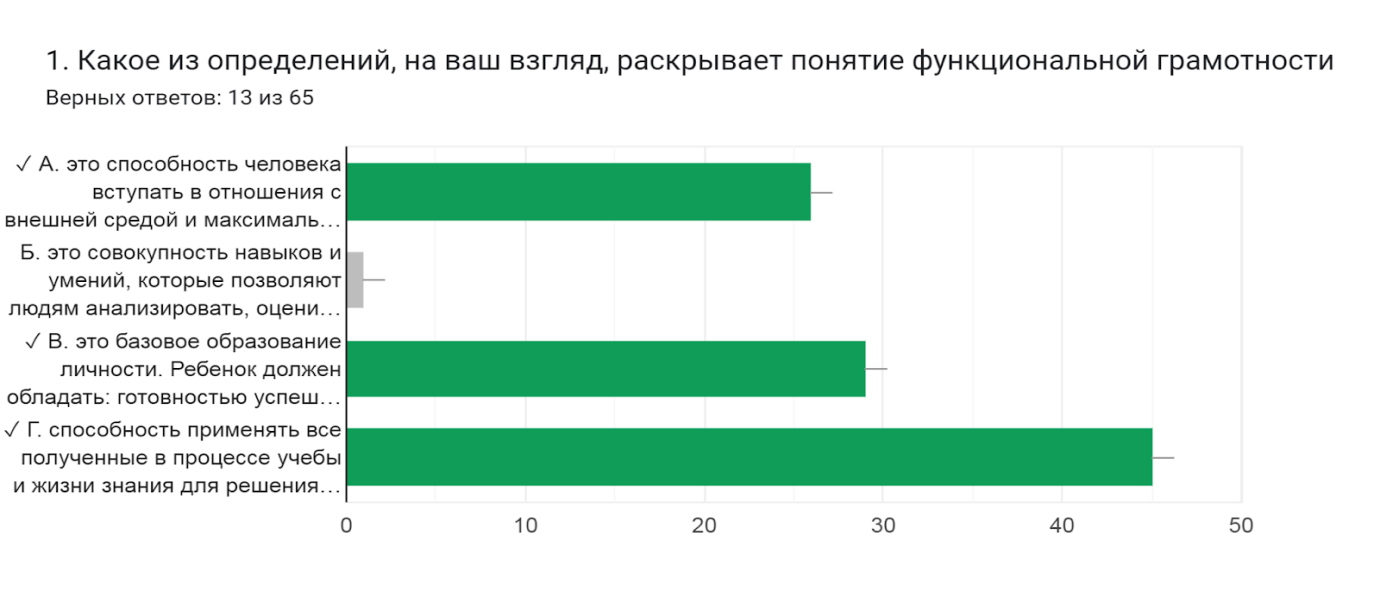 1. Какое из определений, на ваш взгляд, раскрывает понятие функциональной грамотности
Верных ответов: 13 из 65
✓ А. это способность человека
вступать в отношения с
внешней средой и максималь…
Б. это совокупность навыков и
умений, которые позволяют
людям анализировать, оцени…
✓ В. это базовое образование
личности. Ребенок должен
обладать: готовностью успеш…
✓ Г. способность применять все
полученные в процессе учебы
и жизни знания для решения…
0 10 20 30 40 50